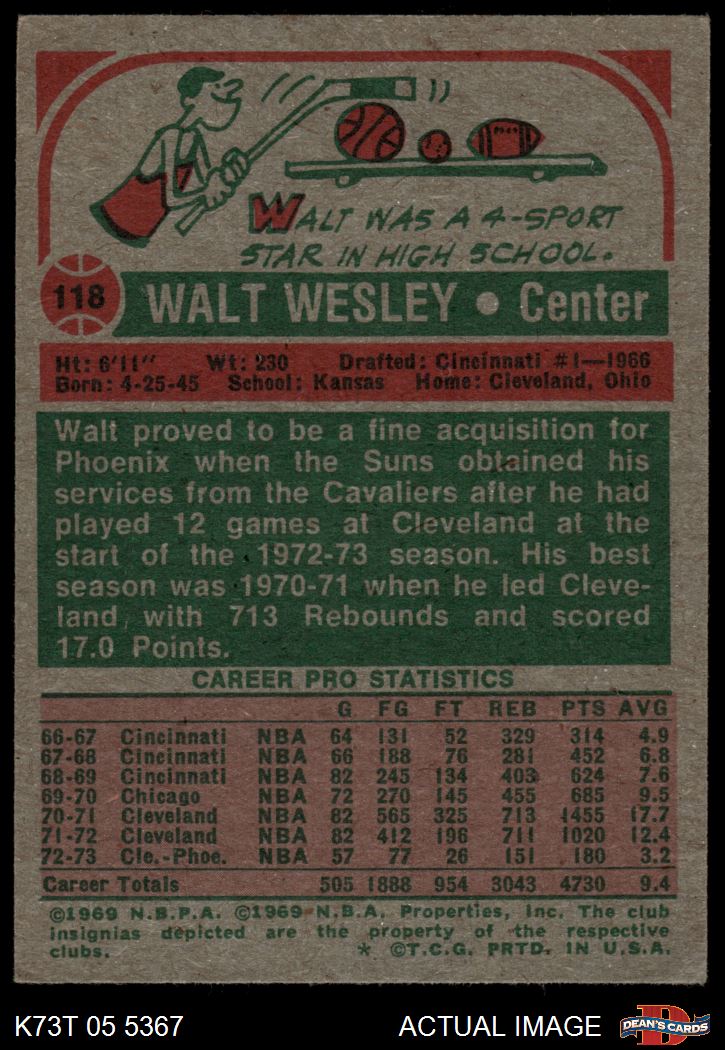 WALT WAS A 4-SPORT
STAR IN HIGH SCHOOL.
118 WALT WESLEY • Center
Ht: 6'11" Wt: 230 Drafted: Cincinnati #1—1966
Born: 4-25-45 School: Kansas Home: Cleveland, Ohio
Walt proved to be a fine acquisition for
Phoenix when the Suns obtained his
services from the Cavaliers after he had
played 12 games at Cleveland at the
start of the 1972-73 season. His best
season was 1970-71 when he led Cleve-
land with 713 Rebounds and scored
17.0 Points.
CAREER PRO STATISTICS
G FG FT REB PTS AVG
66-67 Cincinnati NBA 64 131 52 329 314 4.9
67-68 Cincinnati NBA 66 188 76 281 452 6.8
68-69 Cincinnati NBA 82 245 134 403 624 7.6
69-70 Chicago NBA 72 270 145 455 685 9.5
70-71 Cleveland NBA 82 565 325 713 1455 17.7
71-72 Cleveland NBA 82 412 196 711 1020 12.4
72-73 Cle.-Phoe. NBA 57 77 26 151 180 3.2
Career Totals 505 1888 954 3043 4730 9.4
©1969 N.B.P.A. ©1969 N.B.A. Properties, Inc. The club
insignias depicted are the property of the respective
clubs. * ©T.C.G. PRTD. IN U.S.A.
K73T 05 5367 ACTUAL IMAGE DEAN'S CARDS